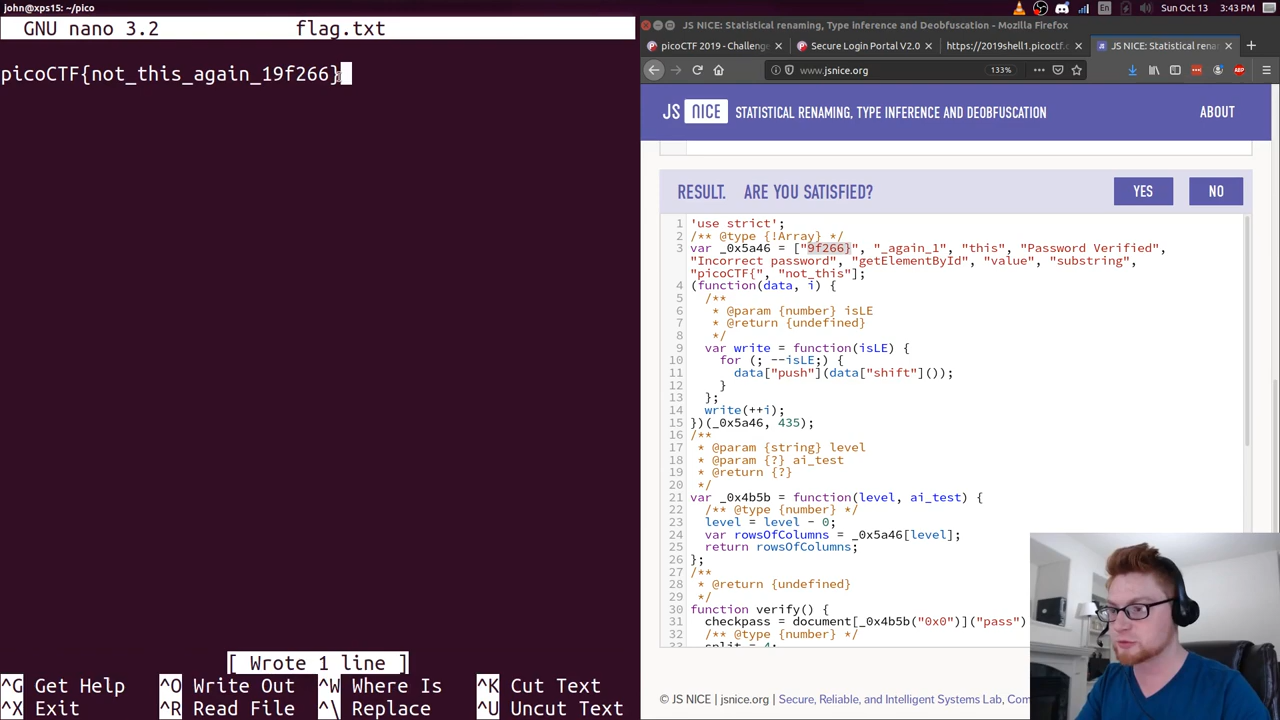 john@xps15: ~/pico
En
Sun Oct 13
3:43 PM
GNU nano 3.2
flag.txt
picoCTF{not_this_again_19f266}
[ Wrote 1 line ]
^G Get Help
^O Write Out
^W Where Is
^K Cut Text
^X Exit
^R Read File
^\ Replace
^U Uncut Text
JS NICE: Statistical renaming, Type inference and Deobfuscation - Mozilla Firefox
picoCTF 2019 - Challenge
Secure Login Portal V2.0
https://2019shell1.picoctf.c
JS NICE: Statistical renam
www.jsnice.org
133%
ABP
JS NICE
STATISTICAL RENAMING, TYPE INFERENCE AND DEOBFUSCATION
ABOUT
RESULT. ARE YOU SATISFIED?
YES
NO
1 'use strict';
2 /** @type {!Array} */
3 var _0x5a46 = ["9f266}", "_again_1", "this", "Password Verified",
"Incorrect password", "getElementById", "value", "substring",
"picoCTF{", "not_this"];
4 (function(data, i) {
5 /**
6 * @param {number} isLE
7 * @return {undefined}
8 */
9 var write = function(isLE) {
10 for (; --isLE;) {
11 data["push"](data["shift"]());
12 }
13 };
14 write(++i);
15 })(_0x5a46, 435);
16 /**
17 * @param {string} level
18 * @param {?} ai_test
19 * @return {?}
20 */
21 var _0x4b5b = function(level, ai_test) {
22 /** @type {number} */
23 level = level - 0;
24 var rowsOfColumns = _0x5a46[level];
25 return rowsOfColumns;
26 };
27 /**
28 * @return {undefined}
29 */
30 function verify() {
31 checkpass = document[_0x4b5b("0x0")]("pass")
32 /** @type {number} */
33 split = 4;
© JS NICE | jsnice.org | Secure, Reliable, and Intelligent Systems Lab, Com